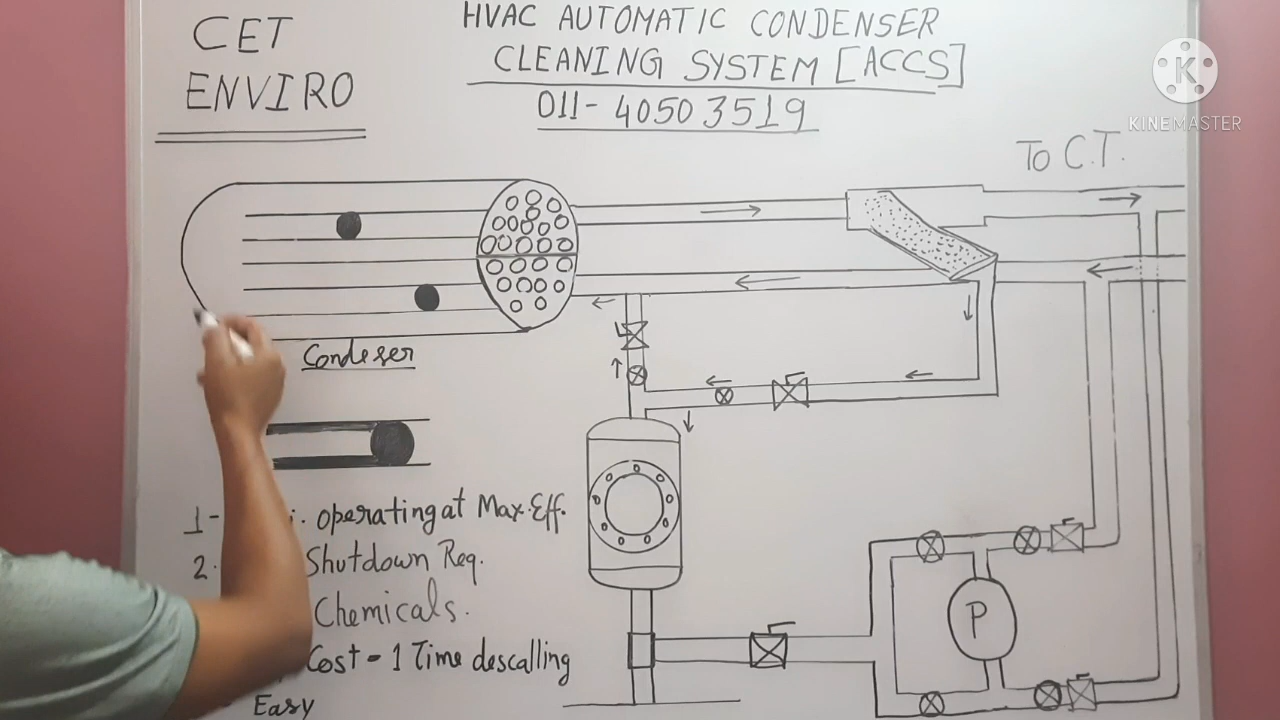 CET
ENVIRO
HVAC AUTOMATIC CONDENSER
CLEANING SYSTEM [ACCS]
011-40503519
K
KINEMASTER
To C.T.
Condeser
1- operating at Max. Eff.
2. Shutdown Req.
Chemicals.
Cost - 1 Time descalling
Easy
P